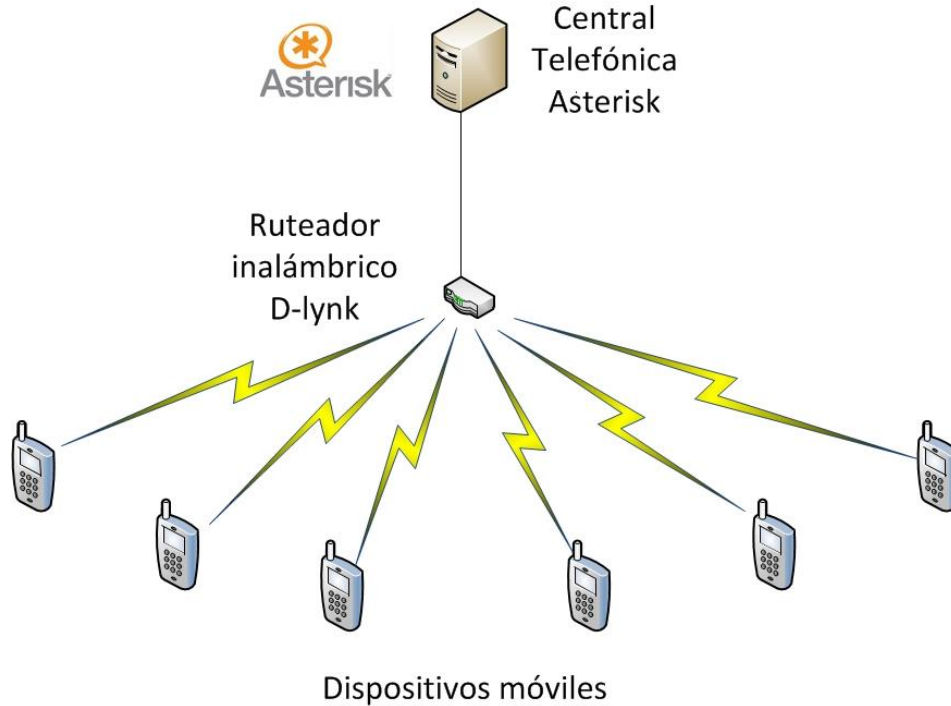 Asterisk
Central
Telefónica
Asterisk
Ruteador
inalámbrico
D-lynk
Dispositivos móviles